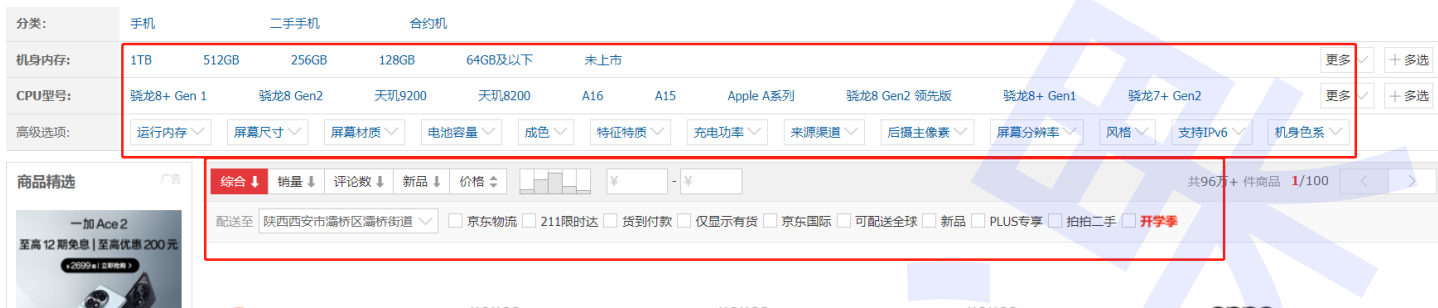 分类： 手机 二手手机 合约机
机身内存： 1TB 512GB 256GB 128GB 64GB及以下 未上市 更多 多选
CPU型号： 骁龙8+ Gen 1 骁龙8 Gen2 天玑9200 天玑8200 A16 A15 Apple A系列 骁龙8 Gen2 领先版 骁龙8+ Gen1 骁龙7+ Gen2 更多 多选
高级选项： 运行内存 屏幕尺寸 屏幕材质 电池容量 成色 特征特质 充电功率 来源渠道 后摄主像素 屏幕分辨率 风格 支持IPv6 机身色系
商品精选 广告
综合 销量 评论数 新品 价格 ¥ - ¥ 共96万+ 件商品 1/100 < >
配送至 陕西西安市灞桥区灞桥街道 京东物流 211限时达 货到付款 仅显示有货 京东国际 可配送全球 新品 PLUS专享 拍拍二手 开学季
一加 Ace 2
至高 12 期免息 | 至高优惠 200 元